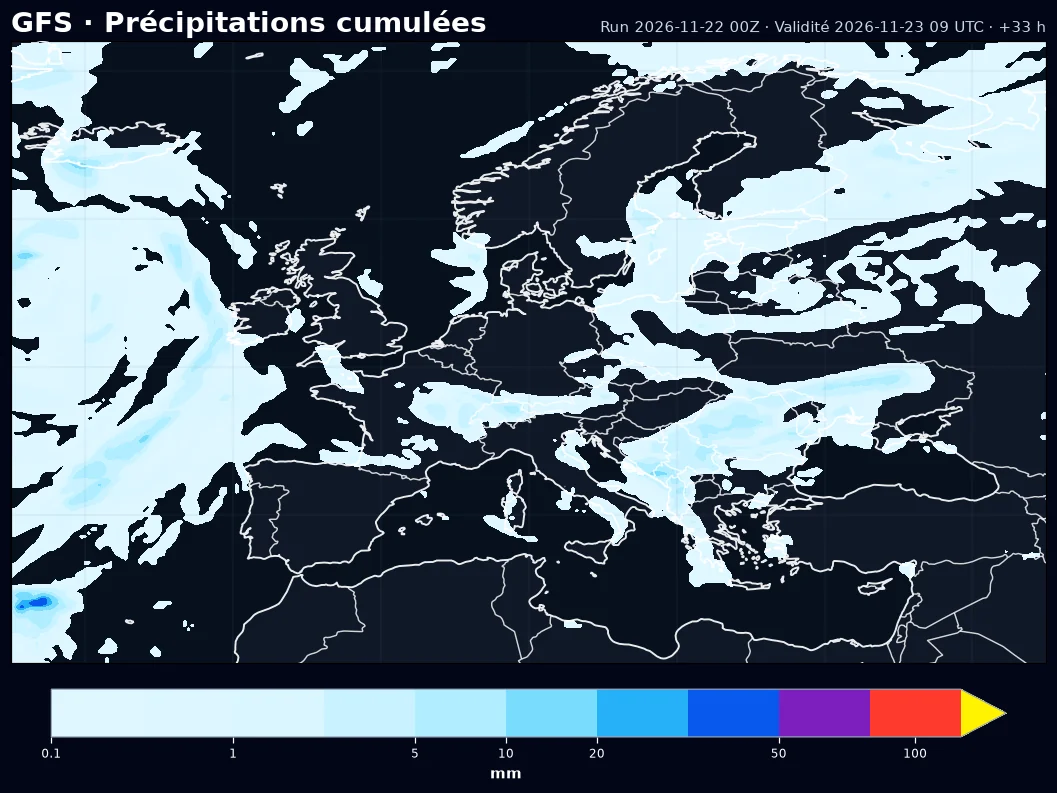 GFS · Précipitations cumulées
Run 2026-11-22 00Z · Validité 2026-11-23 09 UTC · +33 h
0.1 1 5 10 20 50 100
mm